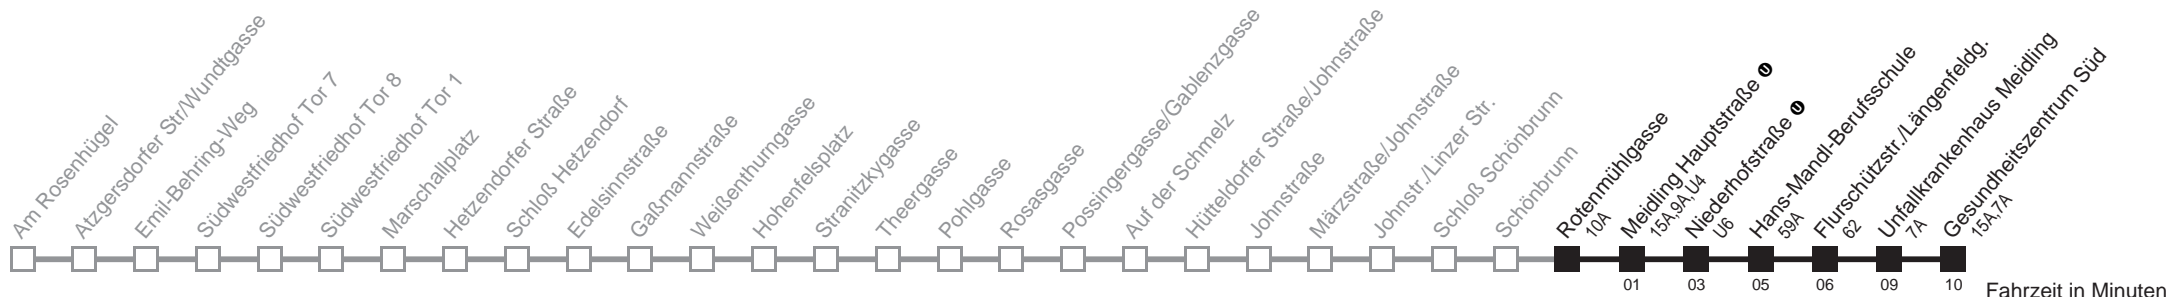 Am Rosenhügel
Atzgersdorfer Str/Wundtgasse
Emil-Behring-Weg
Südwestfriedhof Tor 7
Südwestfriedhof Tor 8
Südwestfriedhof Tor 1
Marschallplatz
Hetzendorfer Straße
Schloß Hetzendorf
Edelsinnstraße
Gaßmannstraße
Weißenthurngasse
Hohenfelsplatz
Stranitzkygasse
Theergasse
Pohlgasse
Rosasgasse
Possingergasse/Gablenzgasse
Auf der Schmelz
Hütteldorfer Straße/Johnstraße
Johnstraße
Märzstraße/Johnstraße
Johnstr./Linzer Str.
Schloß Schönbrunn
Schönbrunn
Rotenmühlgasse
10A
Meidling Hauptstraße U
15A,9A,U4
Niederhofstraße U
U6
Hans-Mandl-Berufsschule
59A
Flurschützstr./Längenfeldg.
62
Unfallkrankenhaus Meidling
7A
Gesundheitszentrum Süd
15A,7A
01 03 05 06 09 10 Fahrzeit in Minuten